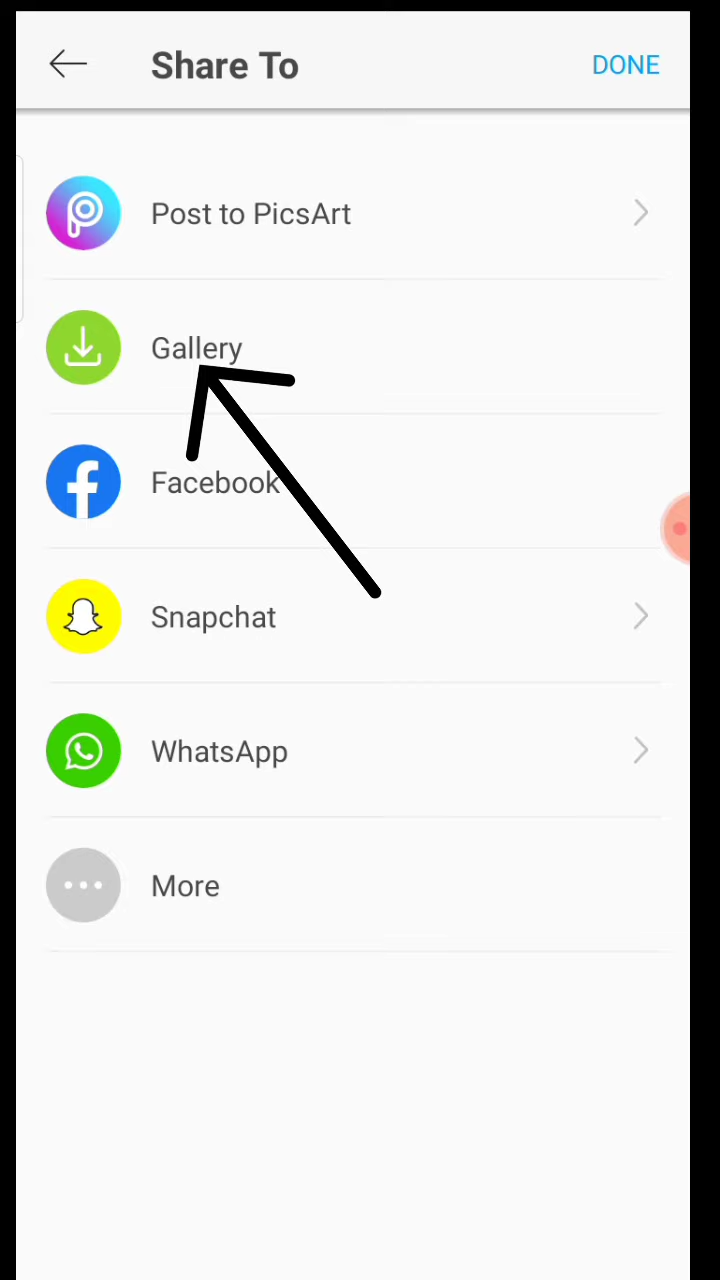 Share To
DONE
Post to PicsArt
Gallery
Facebook
Snapchat
WhatsApp
More